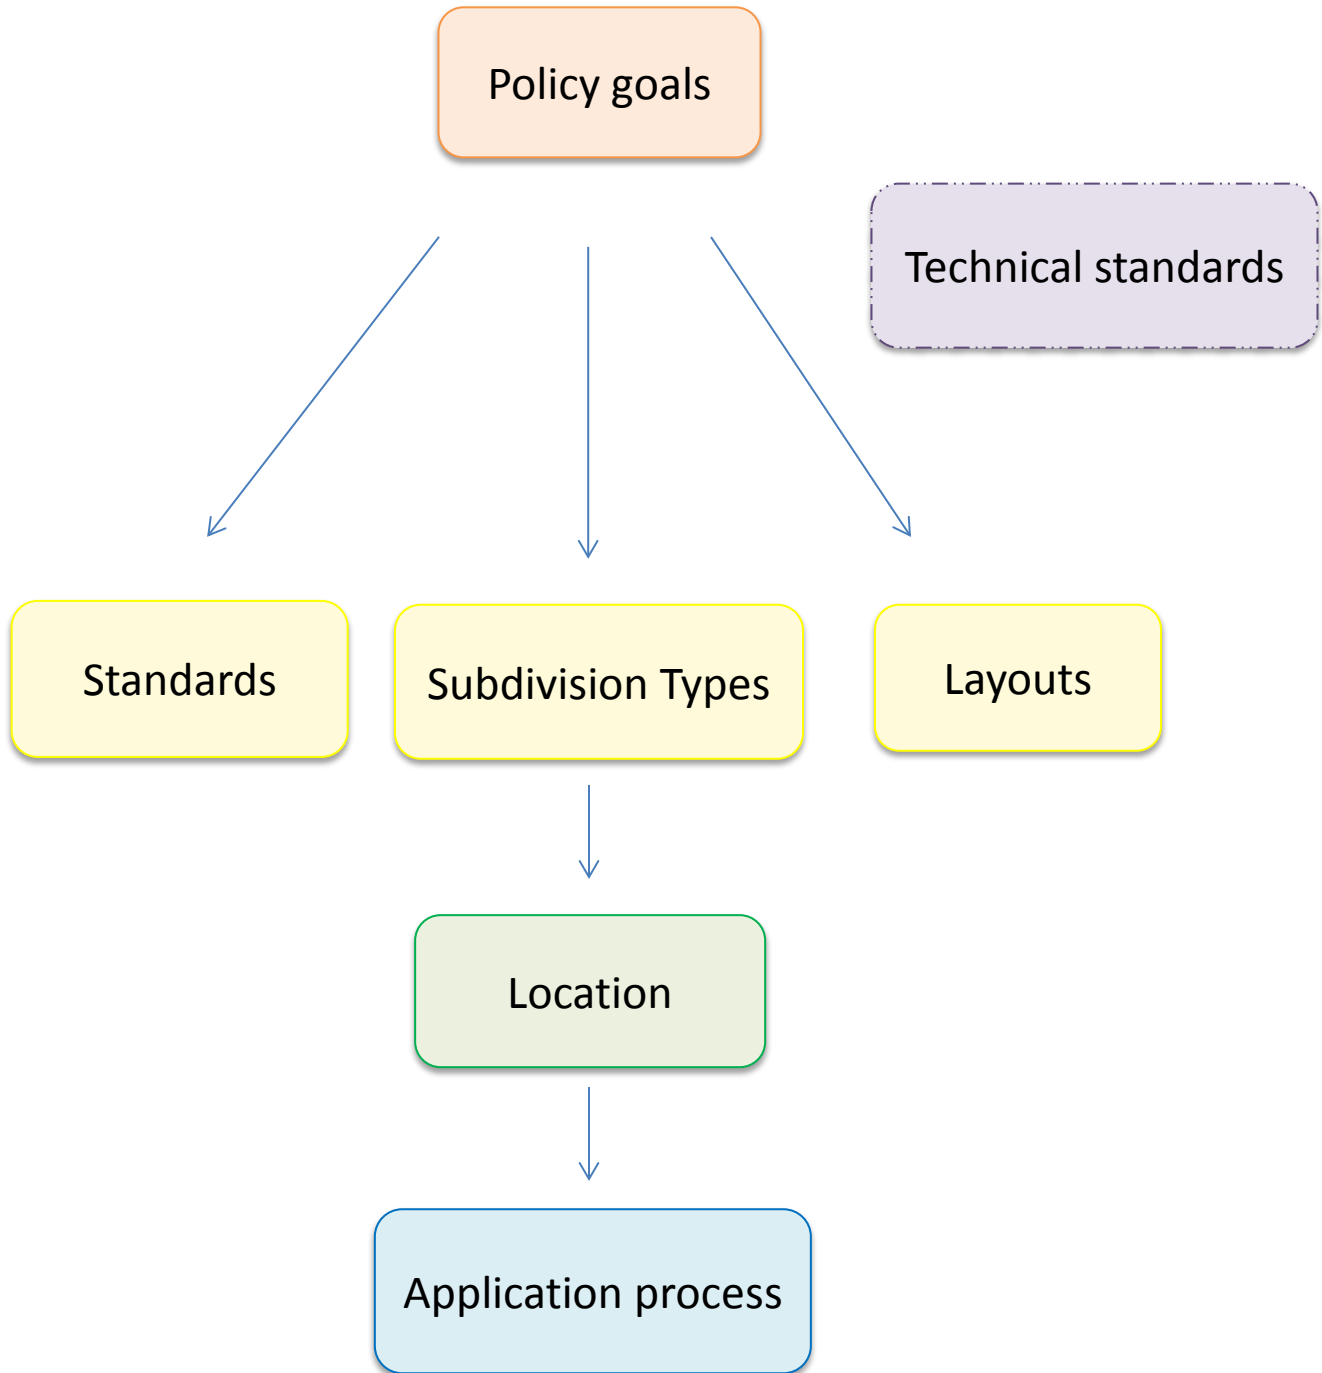 Policy goals
Technical standards
Standards
Subdivision Types
Layouts
Location
Application process